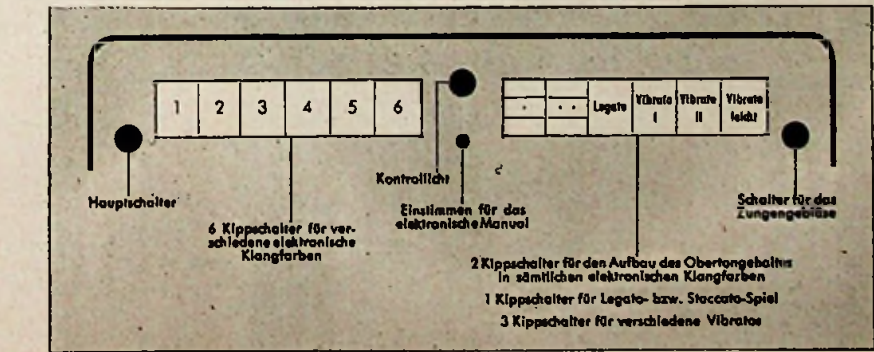 1 2 3 4 5 6
. . . Legato Vibrato I Vibrato II Vibrato leicht
Hauptschalter
Kontrollicht
6 Kippschalter für ver-
schiedene elektronische
Klangfarben
Einstimmen für das
elektronische Manual
Schalter für das
Zungengebläse
2 Kippschalter für den Aufbau des Obertongehaltes
in sämtlichen elektronischen Klangfarben
1 Kippschalter für Legato- bzw. Staccato-Spiel
3 Kippschalter für verschiedene Vibratos